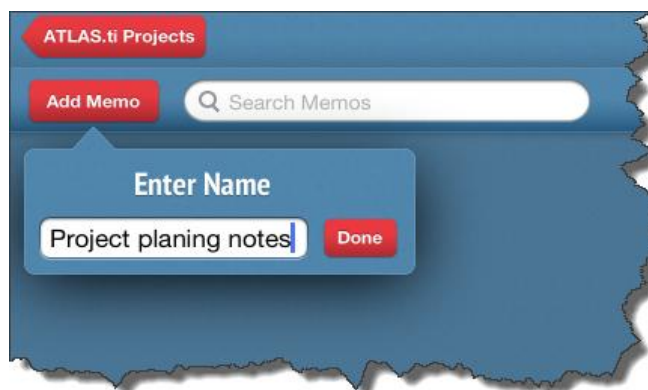 ATLAS.ti Projects
Add Memo
Search Memos
Enter Name
Project planing notes
Done